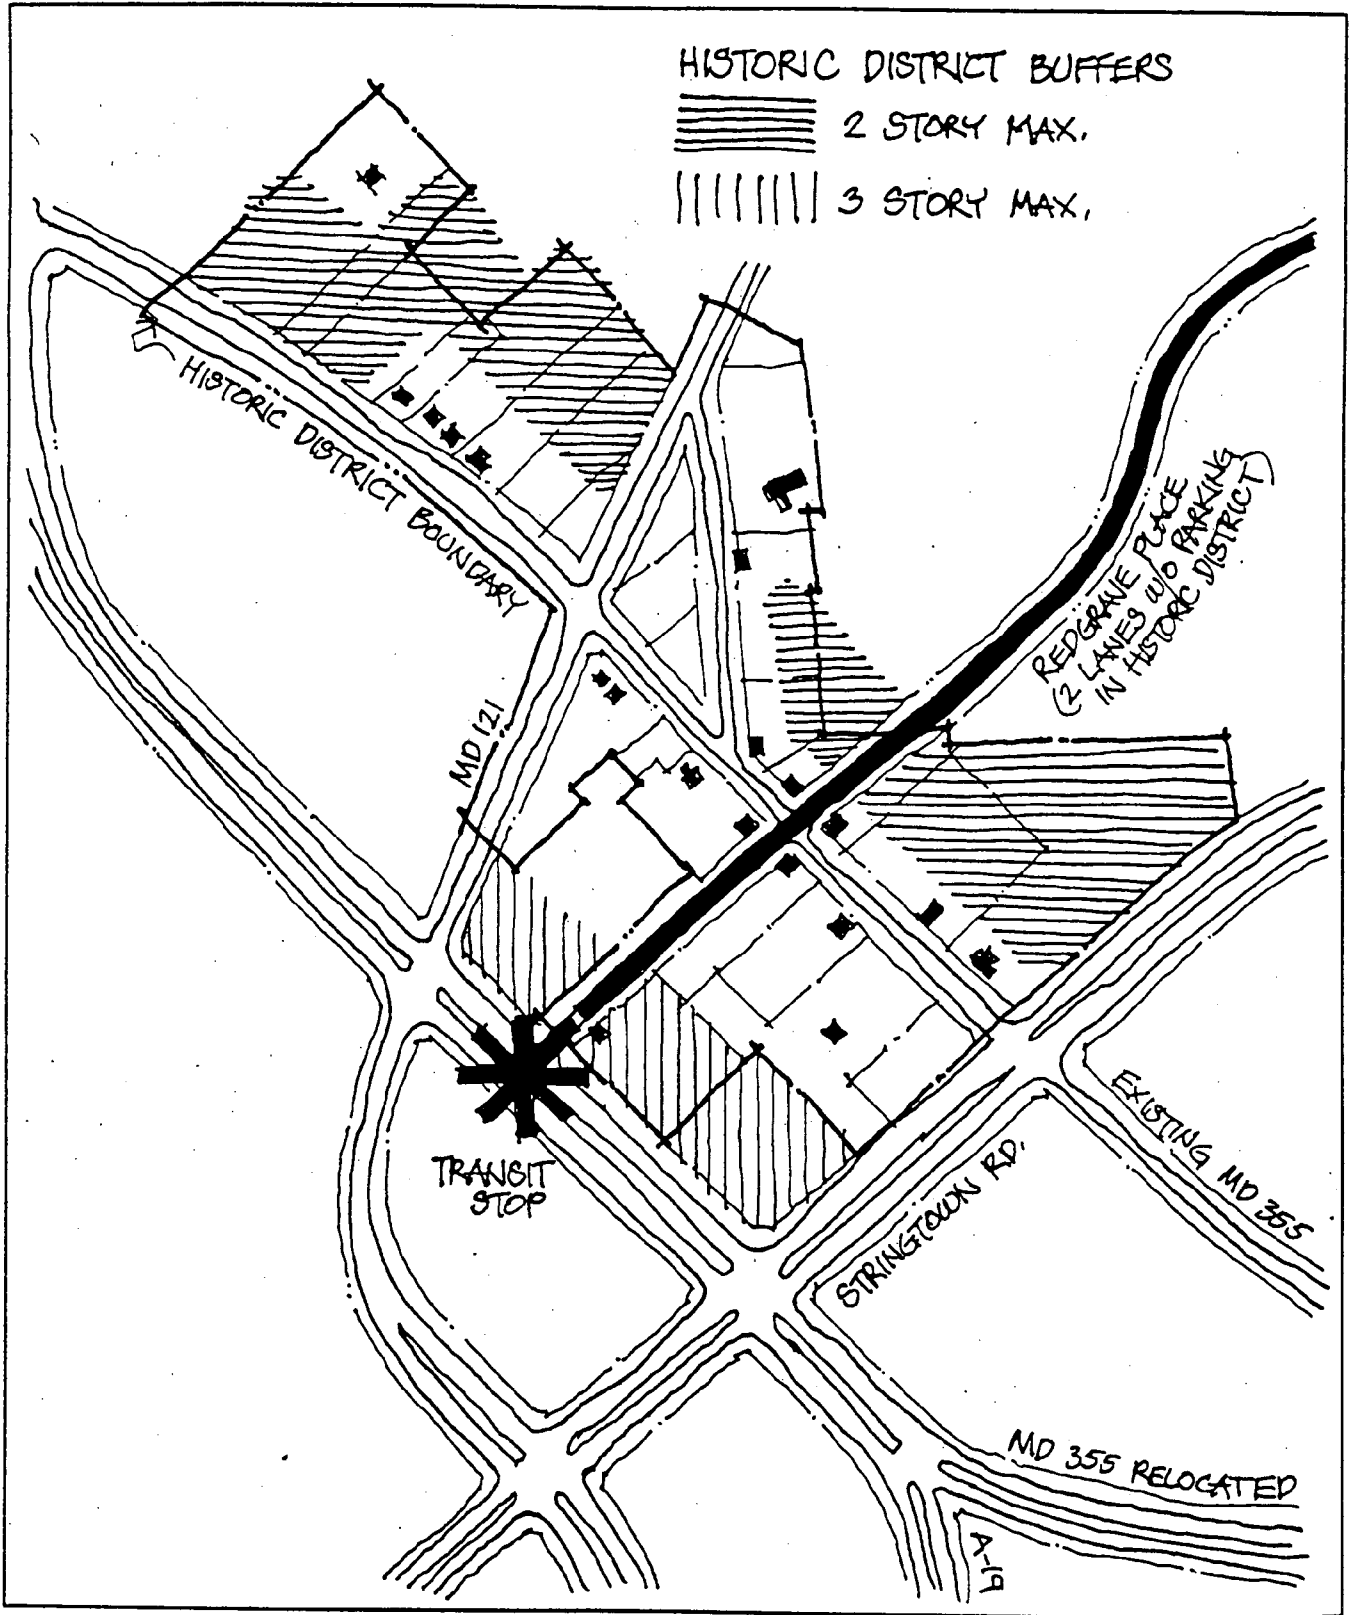 HISTORIC DISTRICT BUFFERS
2 STORY MAX.
3 STORY MAX.
HISTORIC DISTRICT BOUNDARY
REDGRAVE PLACE
(2 LANES W/O PARKING
IN HISTORIC DISTRICT)
MD 121
TRANSIT
STOP
EXISTING MD 355
STRINGTOWN RD.
MD 355 RELOCATED
A-19